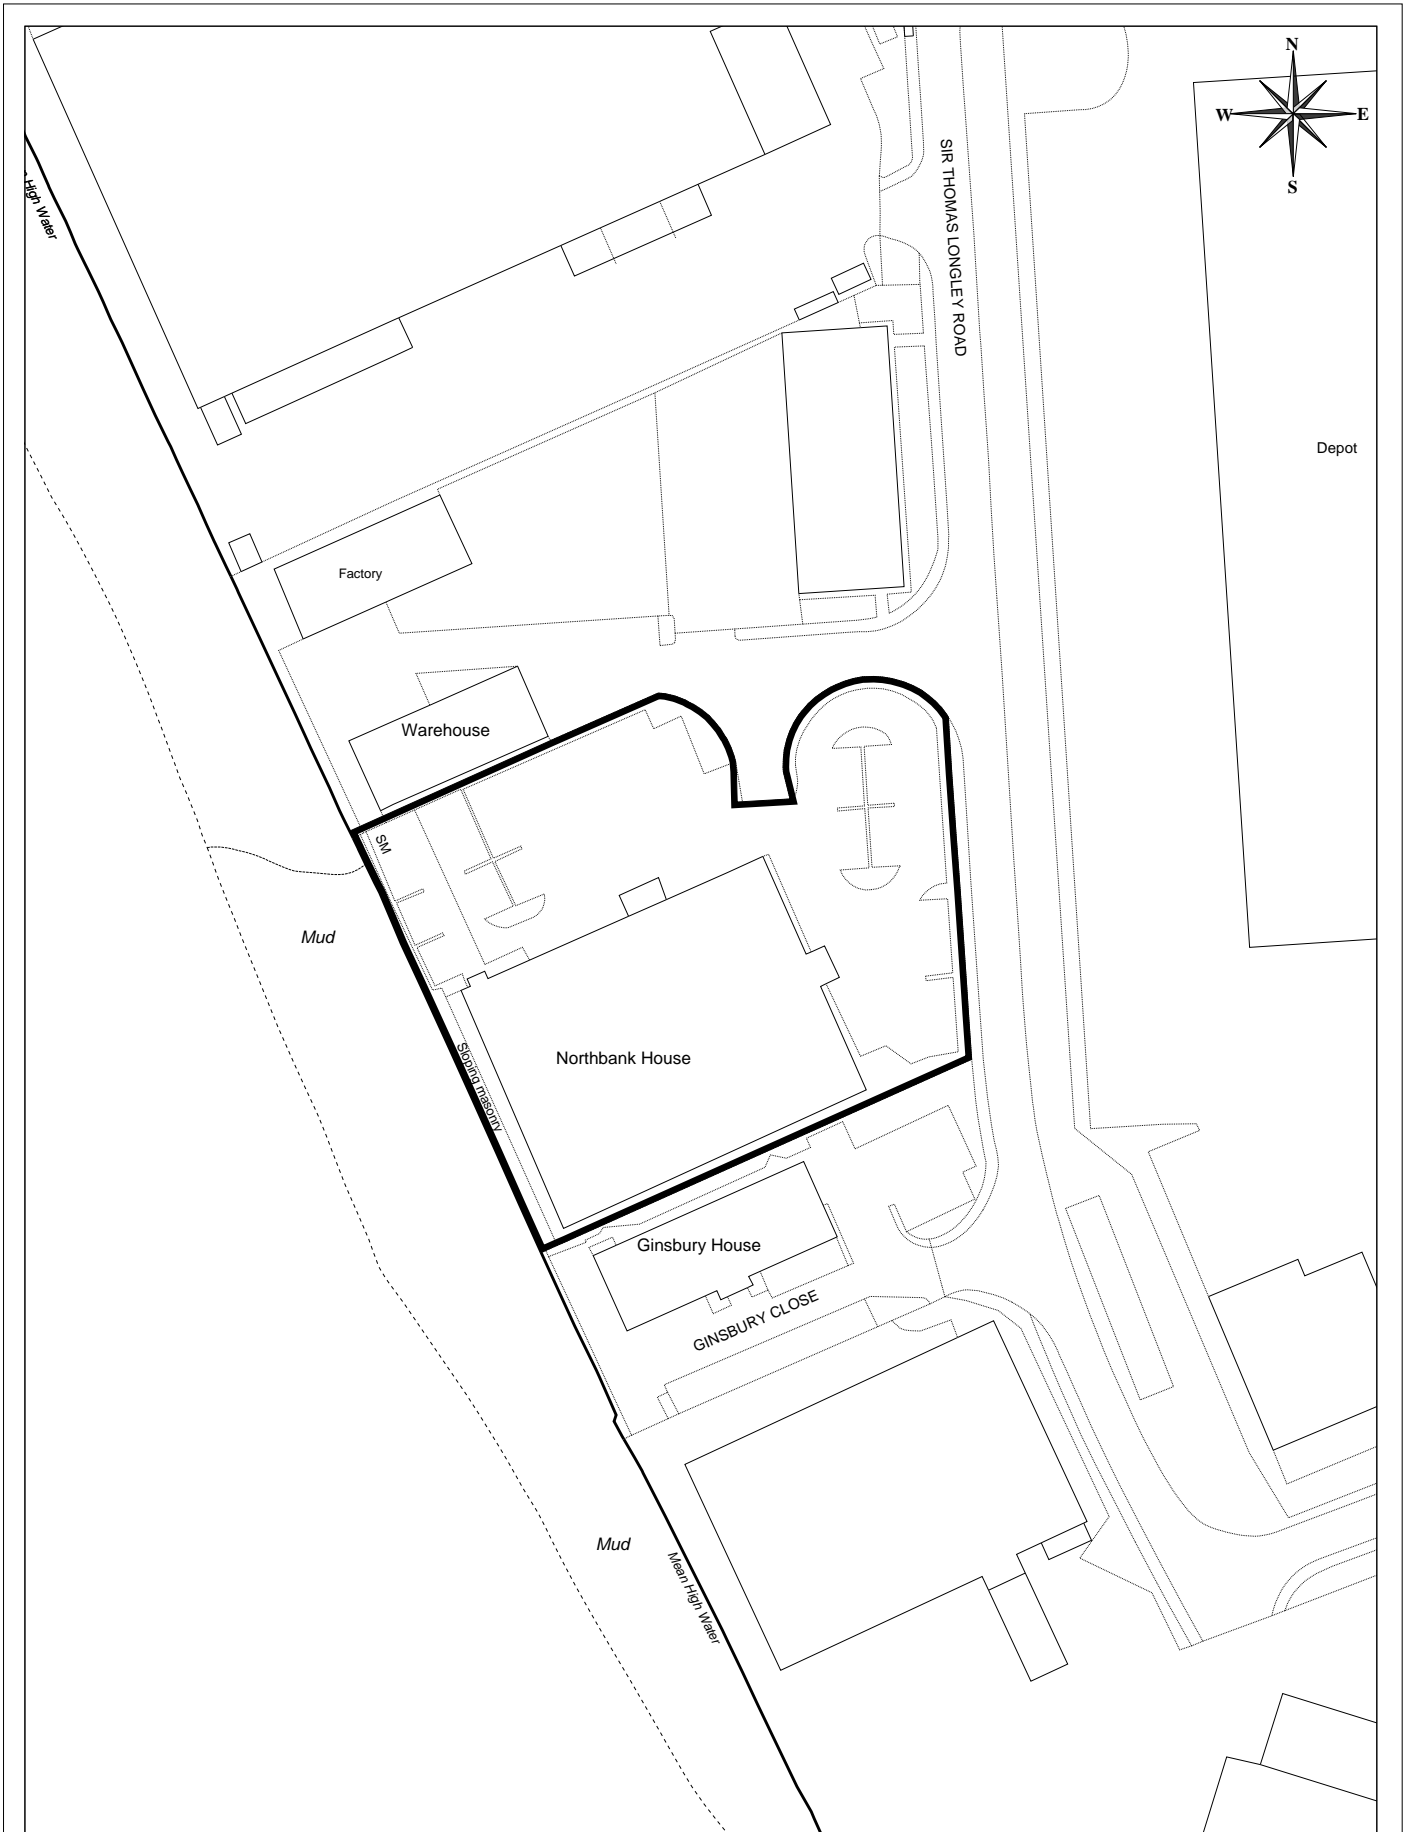 N
W E
S
High Water
SIR THOMAS LONGLEY ROAD
Depot
Factory
Warehouse
SM
Mud
Sloping masonry
Northbank House
Ginsbury House
GINSBURY CLOSE
Mud
Mean High Water